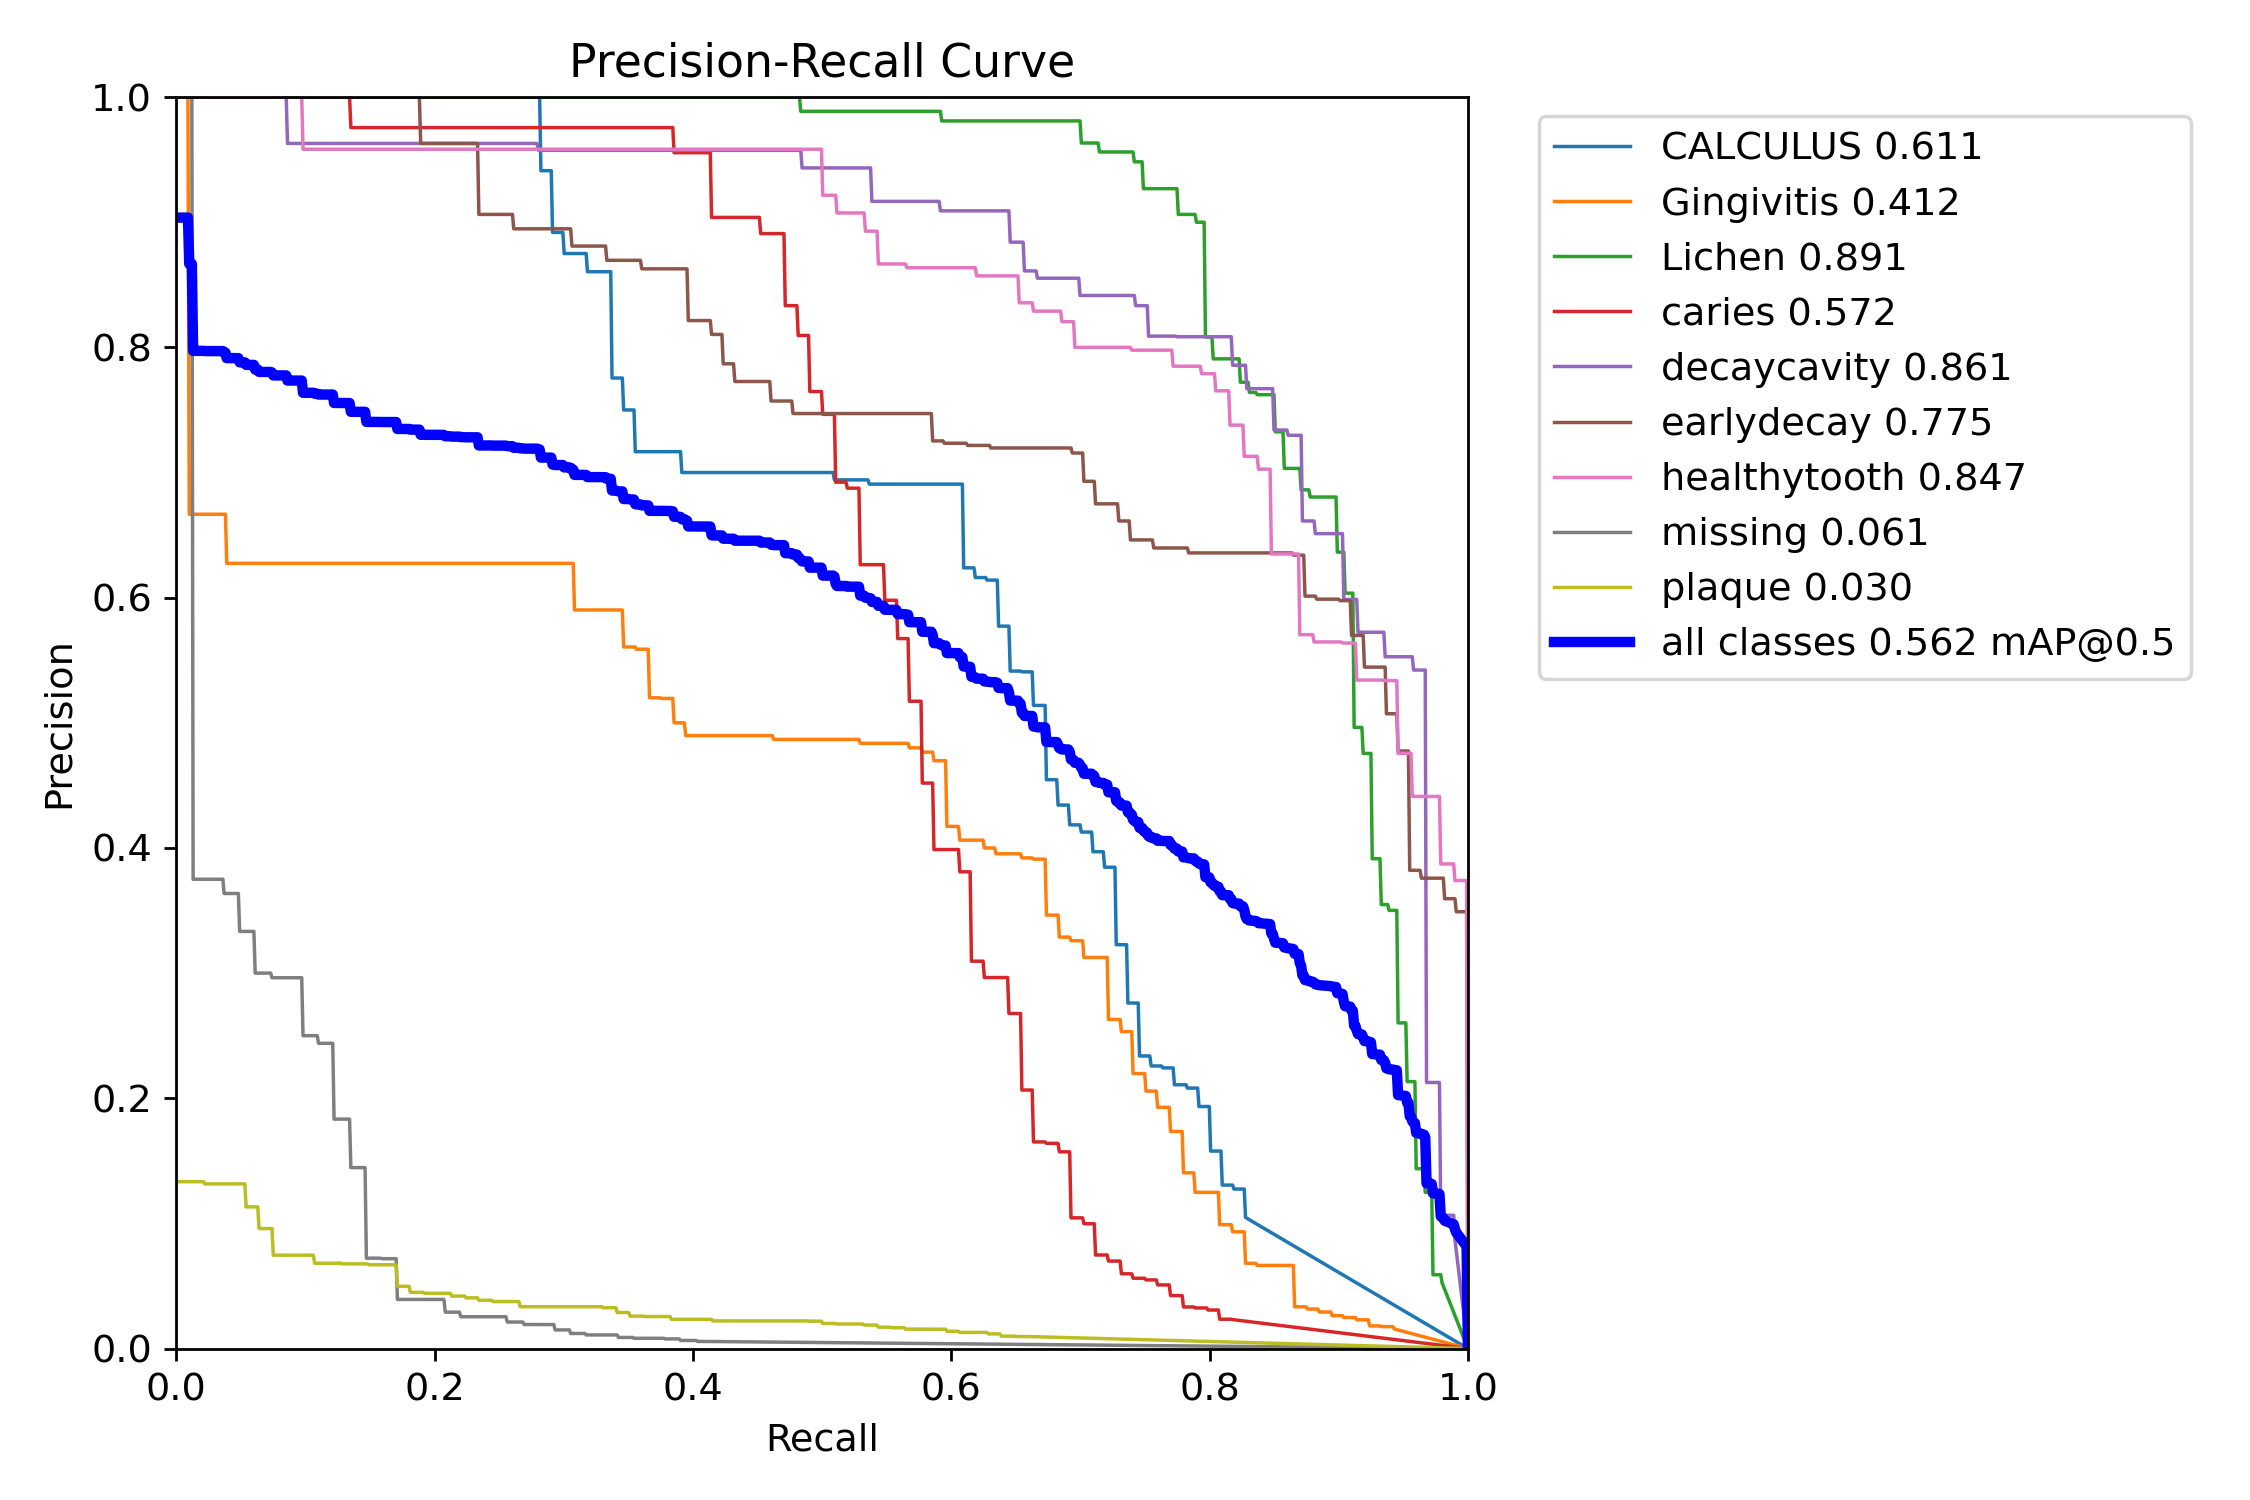 Precision-Recall Curve
1.0
0.8
0.6
0.4
0.2
0.0
Precision
0.0 0.2 0.4 0.6 0.8 1.0
Recall
CALCULUS 0.611
Gingivitis 0.412
Lichen 0.891
caries 0.572
decaycavity 0.861
earlydecay 0.775
healthytooth 0.847
missing 0.061
plaque 0.030
all classes 0.562 mAP@0.5